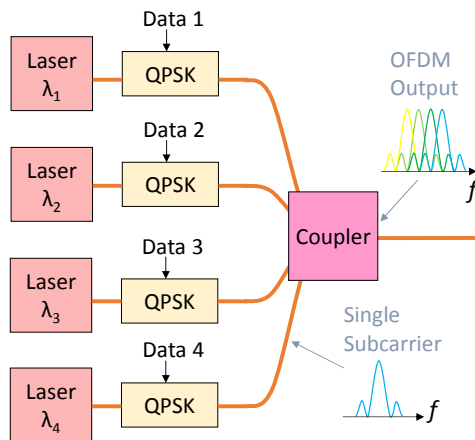 Data 1
Laser
λ1
QPSK
OFDM
Output
Data 2
Laser
λ2
QPSK
f
Coupler
Data 3
Laser
λ3
QPSK
Single
Subcarrier
Data 4
Laser
λ4
QPSK
f